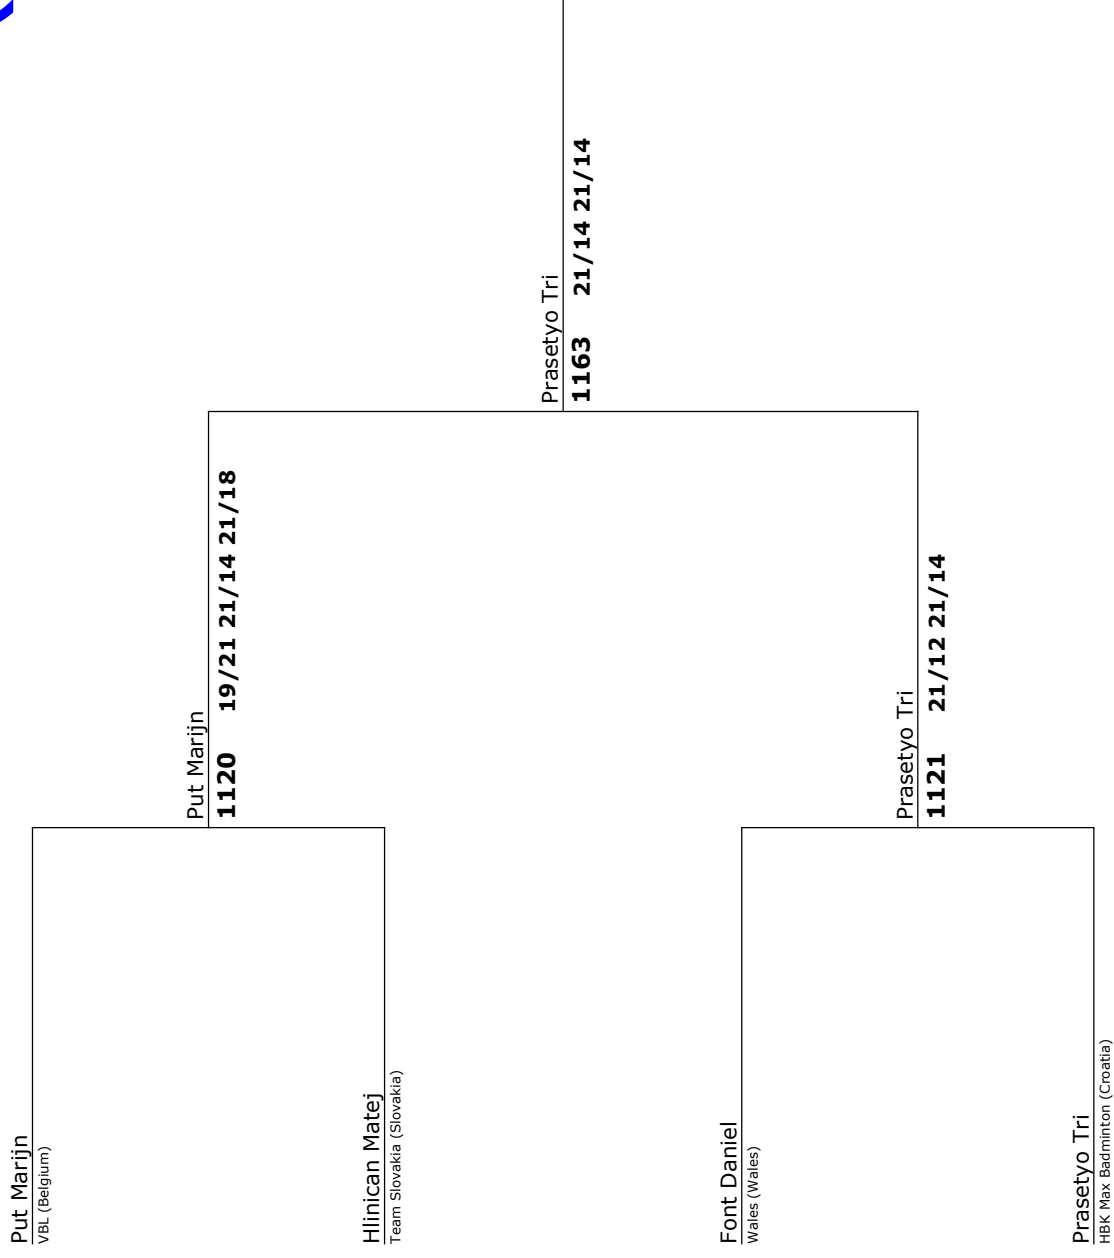 Put Marijn
VBL (Belgium)
Hlinican Matej
Team Slovakia (Slovakia)
Font Daniel
Wales (Wales)
Prasetyo Tri
HBK Max Badminton (Croatia)
Put Marijn
1120 19/21 21/14 21/18
Prasetyo Tri
1121 21/12 21/14
Prasetyo Tri
1163 21/14 21/14